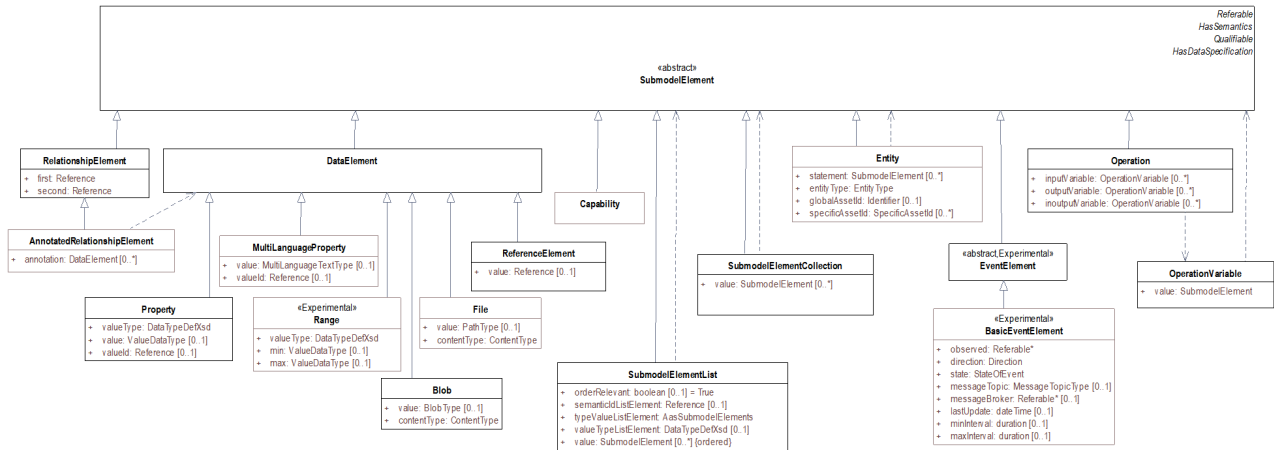 Referable
HasSemantics
Qualifiable
HasDataSpecification
«abstract»
SubmodelElement
RelationshipElement
+ first: Reference
+ second: Reference
DataElement
Capability
Entity
+ statement: SubmodelElement [0..*]
+ entityType: EntityType
+ globalAssetId: Identifier [0..1]
+ specificAssetId: SpecificAssetId [0..*]
Operation
+ inputVariable: OperationVariable [0..*]
+ outputVariable: OperationVariable [0..*]
+ inoutputVariable: OperationVariable [0..*]
AnnotatedRelationshipElement
+ annotation: DataElement [0..*]
MultiLanguageProperty
+ value: MultiLanguageTextType [0..1]
+ valueId: Reference [0..1]
ReferenceElement
+ value: Reference [0..1]
SubmodelElementCollection
+ value: SubmodelElement [0..*]
«abstract,Experimental»
EventElement
OperationVariable
+ value: SubmodelElement
Property
+ valueType: DataTypeDefXsd
+ value: ValueDataType [0..1]
+ valueId: Reference [0..1]
«Experimental»
Range
+ valueType: DataTypeDefXsd
+ min: ValueDataType [0..1]
+ max: ValueDataType [0..1]
File
+ value: PathType [0..1]
+ contentType: ContentType
«Experimental»
BasicEventElement
+ observed: Referable*
+ direction: Direction
+ state: StateOfEvent
+ messageTopic: MessageTopicType [0..1]
+ messageBroker: Referable* [0..1]
+ lastUpdate: dateTime [0..1]
+ minInterval: duration [0..1]
+ maxInterval: duration [0..1]
Blob
+ value: BlobType [0..1]
+ contentType: ContentType
SubmodelElementList
+ orderRelevant: boolean [0..1] = True
+ semanticIdListElement: Reference [0..1]
+ typeValueListElement: AasSubmodelElements
+ valueTypeListElement: DataTypeDefXsd [0..1]
+ value: SubmodelElement [0..*] {ordered}